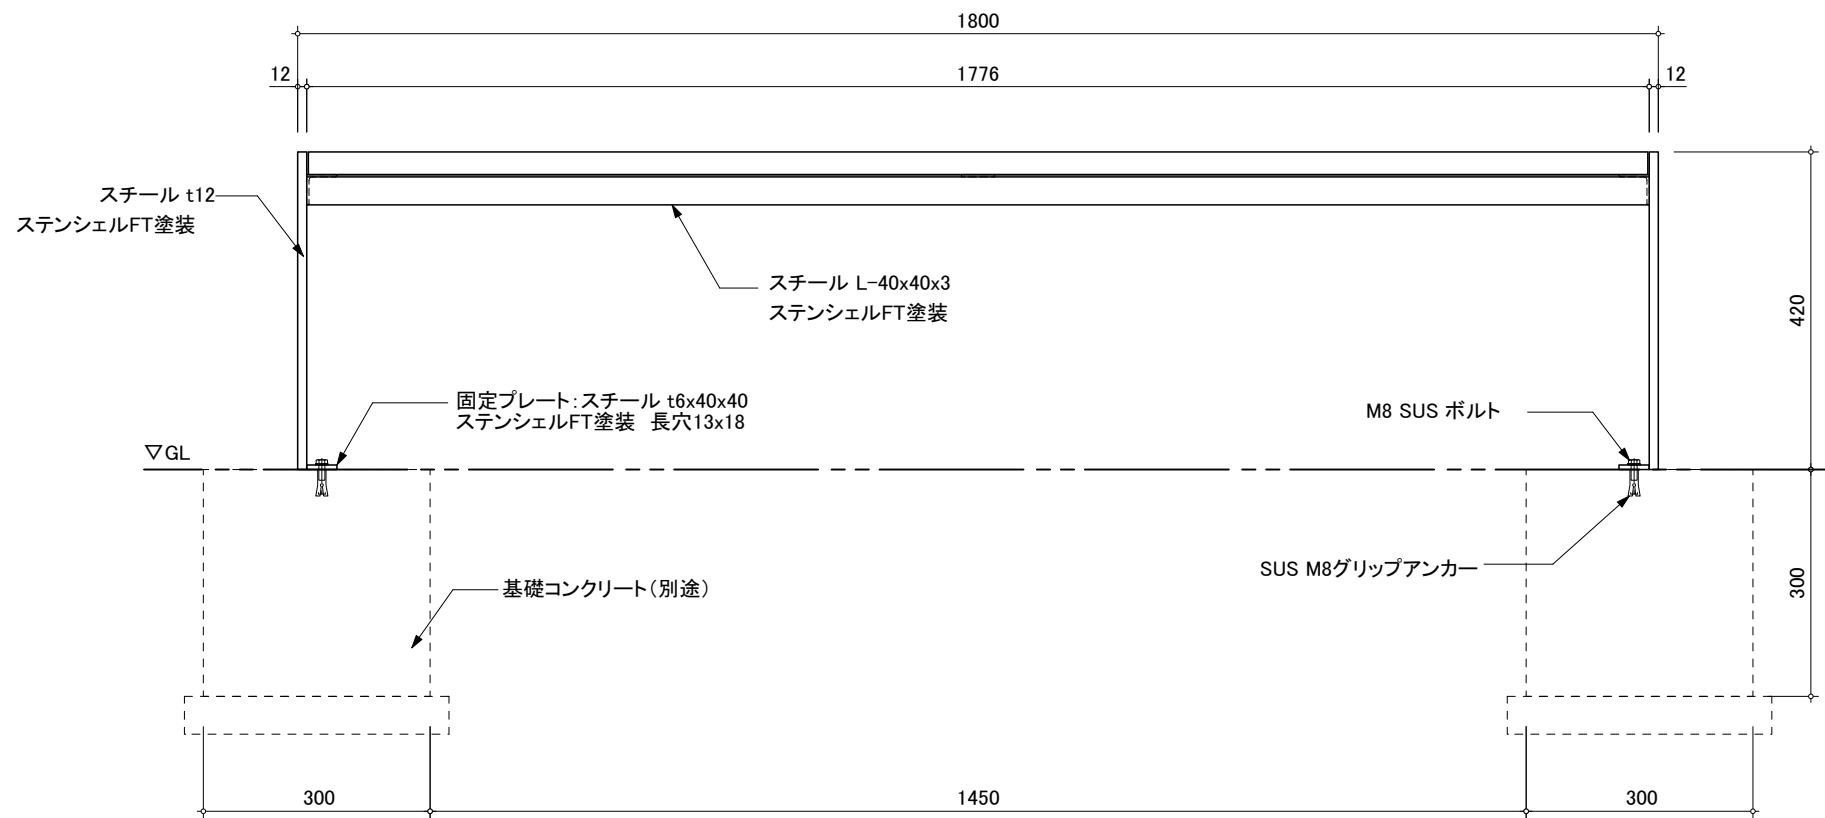 1800
12
1776
12
スチール t12
ステンシェルFT塗装
スチール L-40x40x3
ステンシェルFT塗装
420
固定プレート:スチール t6x40x40
ステンシェルFT塗装 長穴13x18
M8 SUS ボルト
▽GL
SUS M8グリップアンカー
基礎コンクリート(別途)
300
300
1450
300